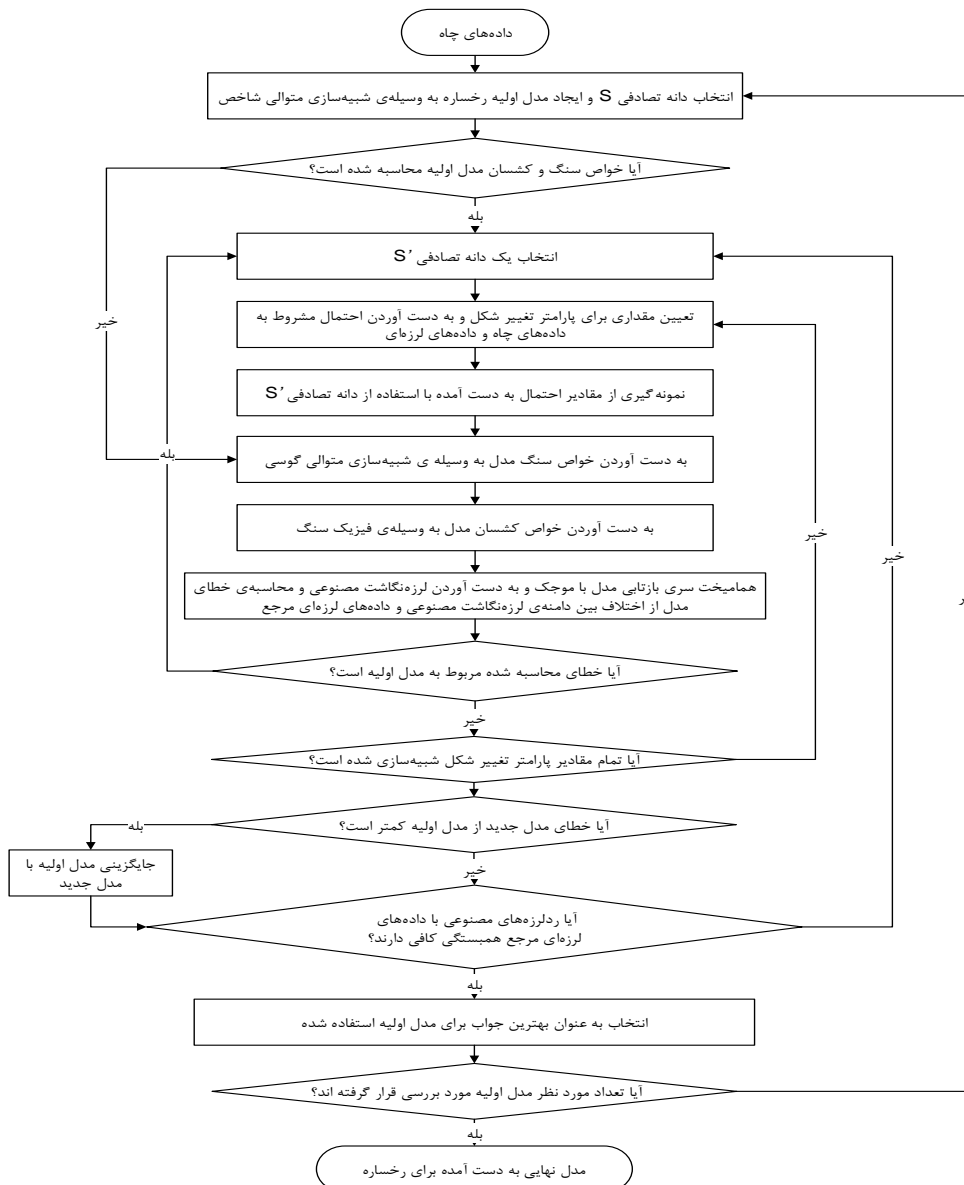 داده‌های چاه
انتخاب دانه تصادفی S و ایجاد مدل اولیه رخساره به وسیله‌ی شبیه‌سازی متوالی شاخص
آیا خواص سنگ و کشسان مدل اولیه محاسبه شده است؟
بله
انتخاب یک دانه تصادفی S′
خیر
تعیین مقداری برای پارامتر تغییر شکل و به دست آوردن احتمال مشروط به
داده‌های چاه و داده‌های لرزه‌ای
نمونه گیری از مقادیر احتمال به دست آمده با استفاده از دانه تصادفی S′
بله
به دست آوردن خواص سنگ مدل به وسیله ی شبیه‌سازی متوالی گوسی
به دست آوردن خواص کشسان مدل به وسیله‌ی فیزیک سنگ
خیر
خیر
همامیخت سری بازتابی مدل با موجک و به دست آوردن لرزه‌نگاشت مصنوعی و محاسبه‌ی خطای
مدل از اختلاف بین دامنه‌ی لرزه‌نگاشت مصنوعی و داده‌های لرزه‌ای مرجع
ر
آیا خطای محاسبه شده مربوط به مدل اولیه است؟
خیر
آیا تمام مقادیر پارامتر تغییر شکل شبیه‌سازی شده است؟
آیا خطای مدل جدید از مدل اولیه کمتر است؟
بله
جایگزینی مدل اولیه با
مدل جدید
خیر
آیا ردلرزه‌های مصنوعی با داده‌های
لرزه‌ای مرجع همبستگی کافی دارند؟
بله
انتخاب به عنوان بهترین جواب برای مدل اولیه استفاده شده
آیا تعداد مورد نظر مدل اولیه مورد بررسی قرار گرفته اند؟
بله
مدل نهایی به دست آمده برای رخساره